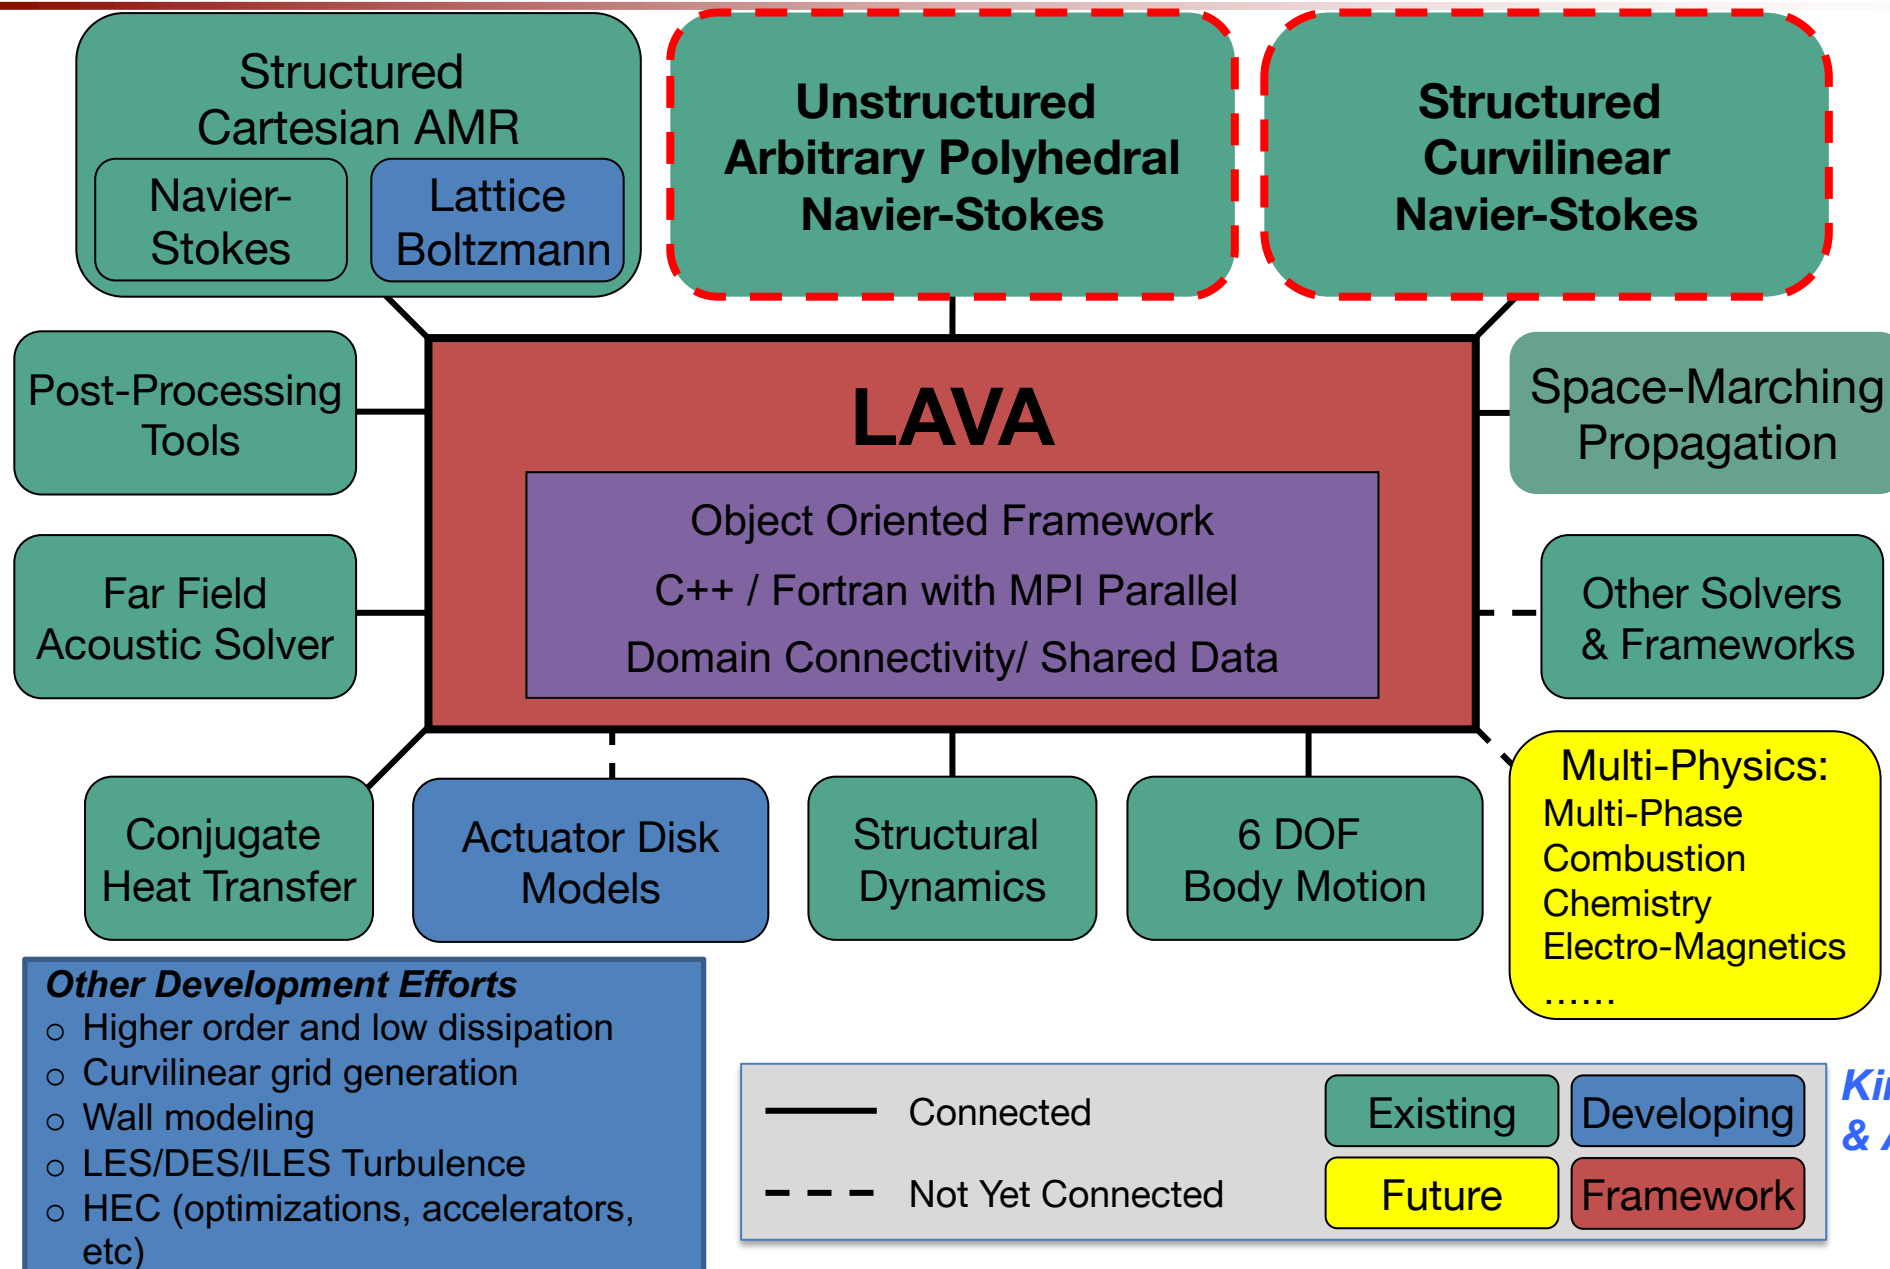 Structured
Cartesian AMR
Navier-
Stokes
Lattice
Boltzmann
Unstructured
Arbitrary Polyhedral
Navier-Stokes
Structured
Curvilinear
Navier-Stokes
Post-Processing
Tools
LAVA
Object Oriented Framework
C++ / Fortran with MPI Parallel
Domain Connectivity/ Shared Data
Space-Marching
Propagation
Far Field
Acoustic Solver
Other Solvers
& Frameworks
Conjugate
Heat Transfer
Actuator Disk
Models
Structural
Dynamics
6 DOF
Body Motion
Multi-Physics:
Multi-Phase
Combustion
Chemistry
Electro-Magnetics
......
Other Development Efforts
o Higher order and low dissipation
o Curvilinear grid generation
o Wall modeling
o LES/DES/ILES Turbulence
o HEC (optimizations, accelerators,
etc)
Connected
Not Yet Connected
Existing
Developing
Future
Framework
&